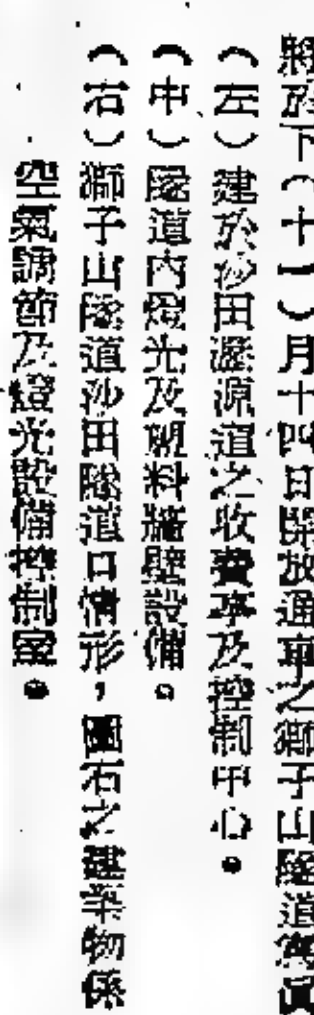 將於下（十一）月十四日開放通車之獅子山隧道寫真
（左）建於沙田瀝源道之收費亭及控制中心。
（中）隧道內燈光及塑料牆壁設備。
（右）獅子山隧道沙田隧道口情形，圖右之建築物係
空氣調節及燈光設備控制室。